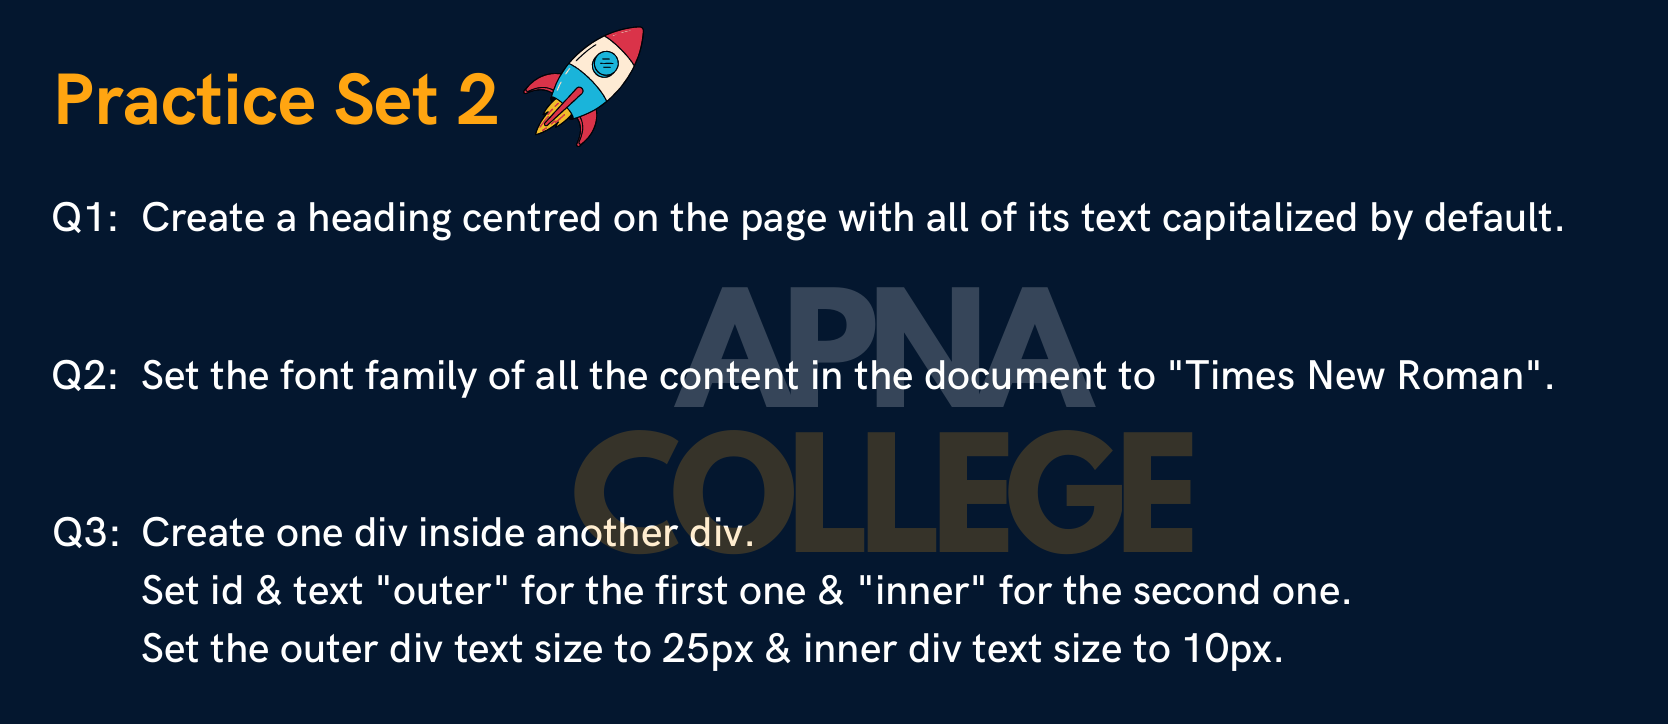 Practice Set 2
Q1: Create a heading centred on the page with all of its text capitalized by default.
APNA
Q2: Set the font family of all the content in the document to "Times New Roman".
COLLEGE
Q3: Create one div inside another div.
Set id & text "outer" for the first one & "inner" for the second one.
Set the outer div text size to 25px & inner div text size to 10px.